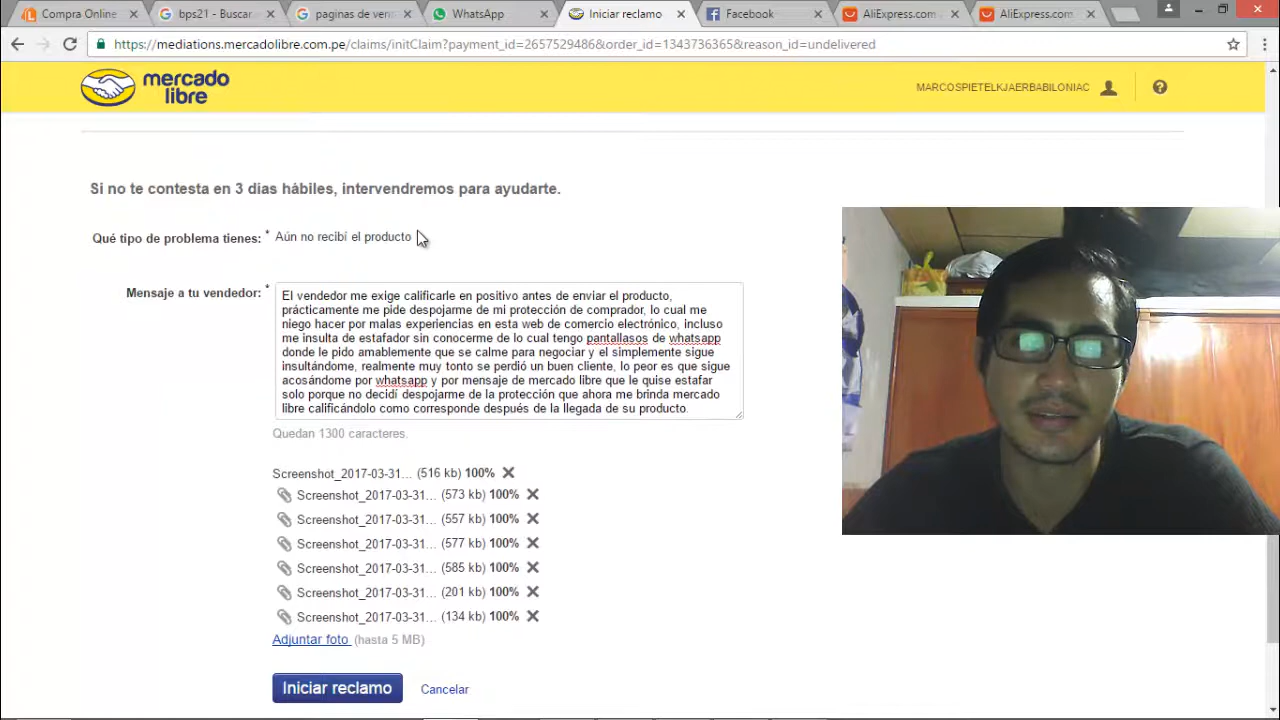 Compra Online
bps21 - Buscar
paginas de ven
WhatsApp
Iniciar reclamo
Facebook
AliExpress.com
AliExpress.com
https://mediations.mercadolibre.com.pe/claims/initClaim?payment_id=2657529486&order_id=1343736365&reason_id=undelivered
mercado
libre
MARCOSPIETELKJAERBABILONIAC
Si no te contesta en 3 días hábiles, intervendremos para ayudarte.
Qué tipo de problema tienes: * Aún no recibí el producto
Mensaje a tu vendedor: *
El vendedor me exige calificarle en positivo antes de enviar el producto,
prácticamente me pide despojarme de mi protección de comprador, lo cual me
niego hacer por malas experiencias en esta web de comercio electrónico, incluso
me insulta de estafador sin conocerme de lo cual tengo pantallasos de whatsapp
donde le pido amablemente que se calme para negociar y el simplemente sigue
insultándome, realmente muy tonto se perdió un buen cliente, lo peor es que sigue
acosándome por whatsapp y por mensaje de mercado libre que le quise estafar
solo porque no decidí despojarme de la protección que ahora me brinda mercado
libre calificándolo como corresponde después de la llegada de su producto.
Quedan 1300 caracteres.
Screenshot_2017-03-31... (516 kb) 100%
Screenshot_2017-03-31... (573 kb) 100%
Screenshot_2017-03-31... (557 kb) 100%
Screenshot_2017-03-31... (577 kb) 100%
Screenshot_2017-03-31... (585 kb) 100%
Screenshot_2017-03-31... (201 kb) 100%
Screenshot_2017-03-31... (134 kb) 100%
Adjuntar foto (hasta 5 MB)
Iniciar reclamo
Cancelar